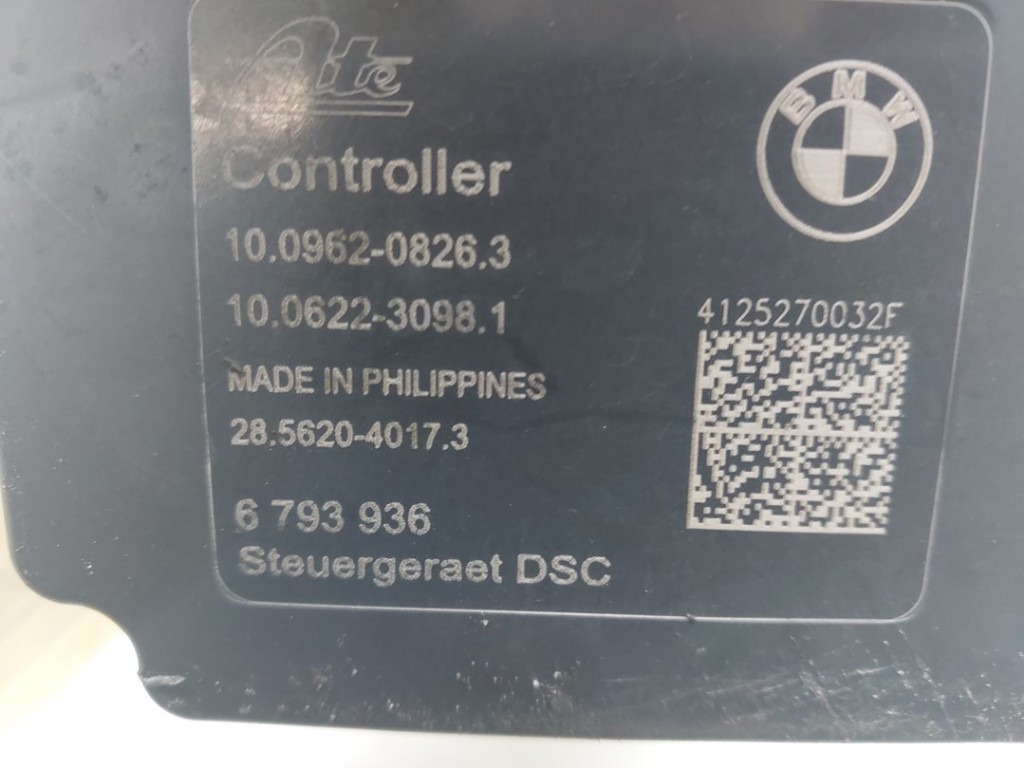 Ate
BMW
Controller
10.0962-0826.3
10.0622-3098.1
4125270032F
MADE IN PHILIPPINES
28.5620-4017.3
6 793 936
Steuergeraet DSC